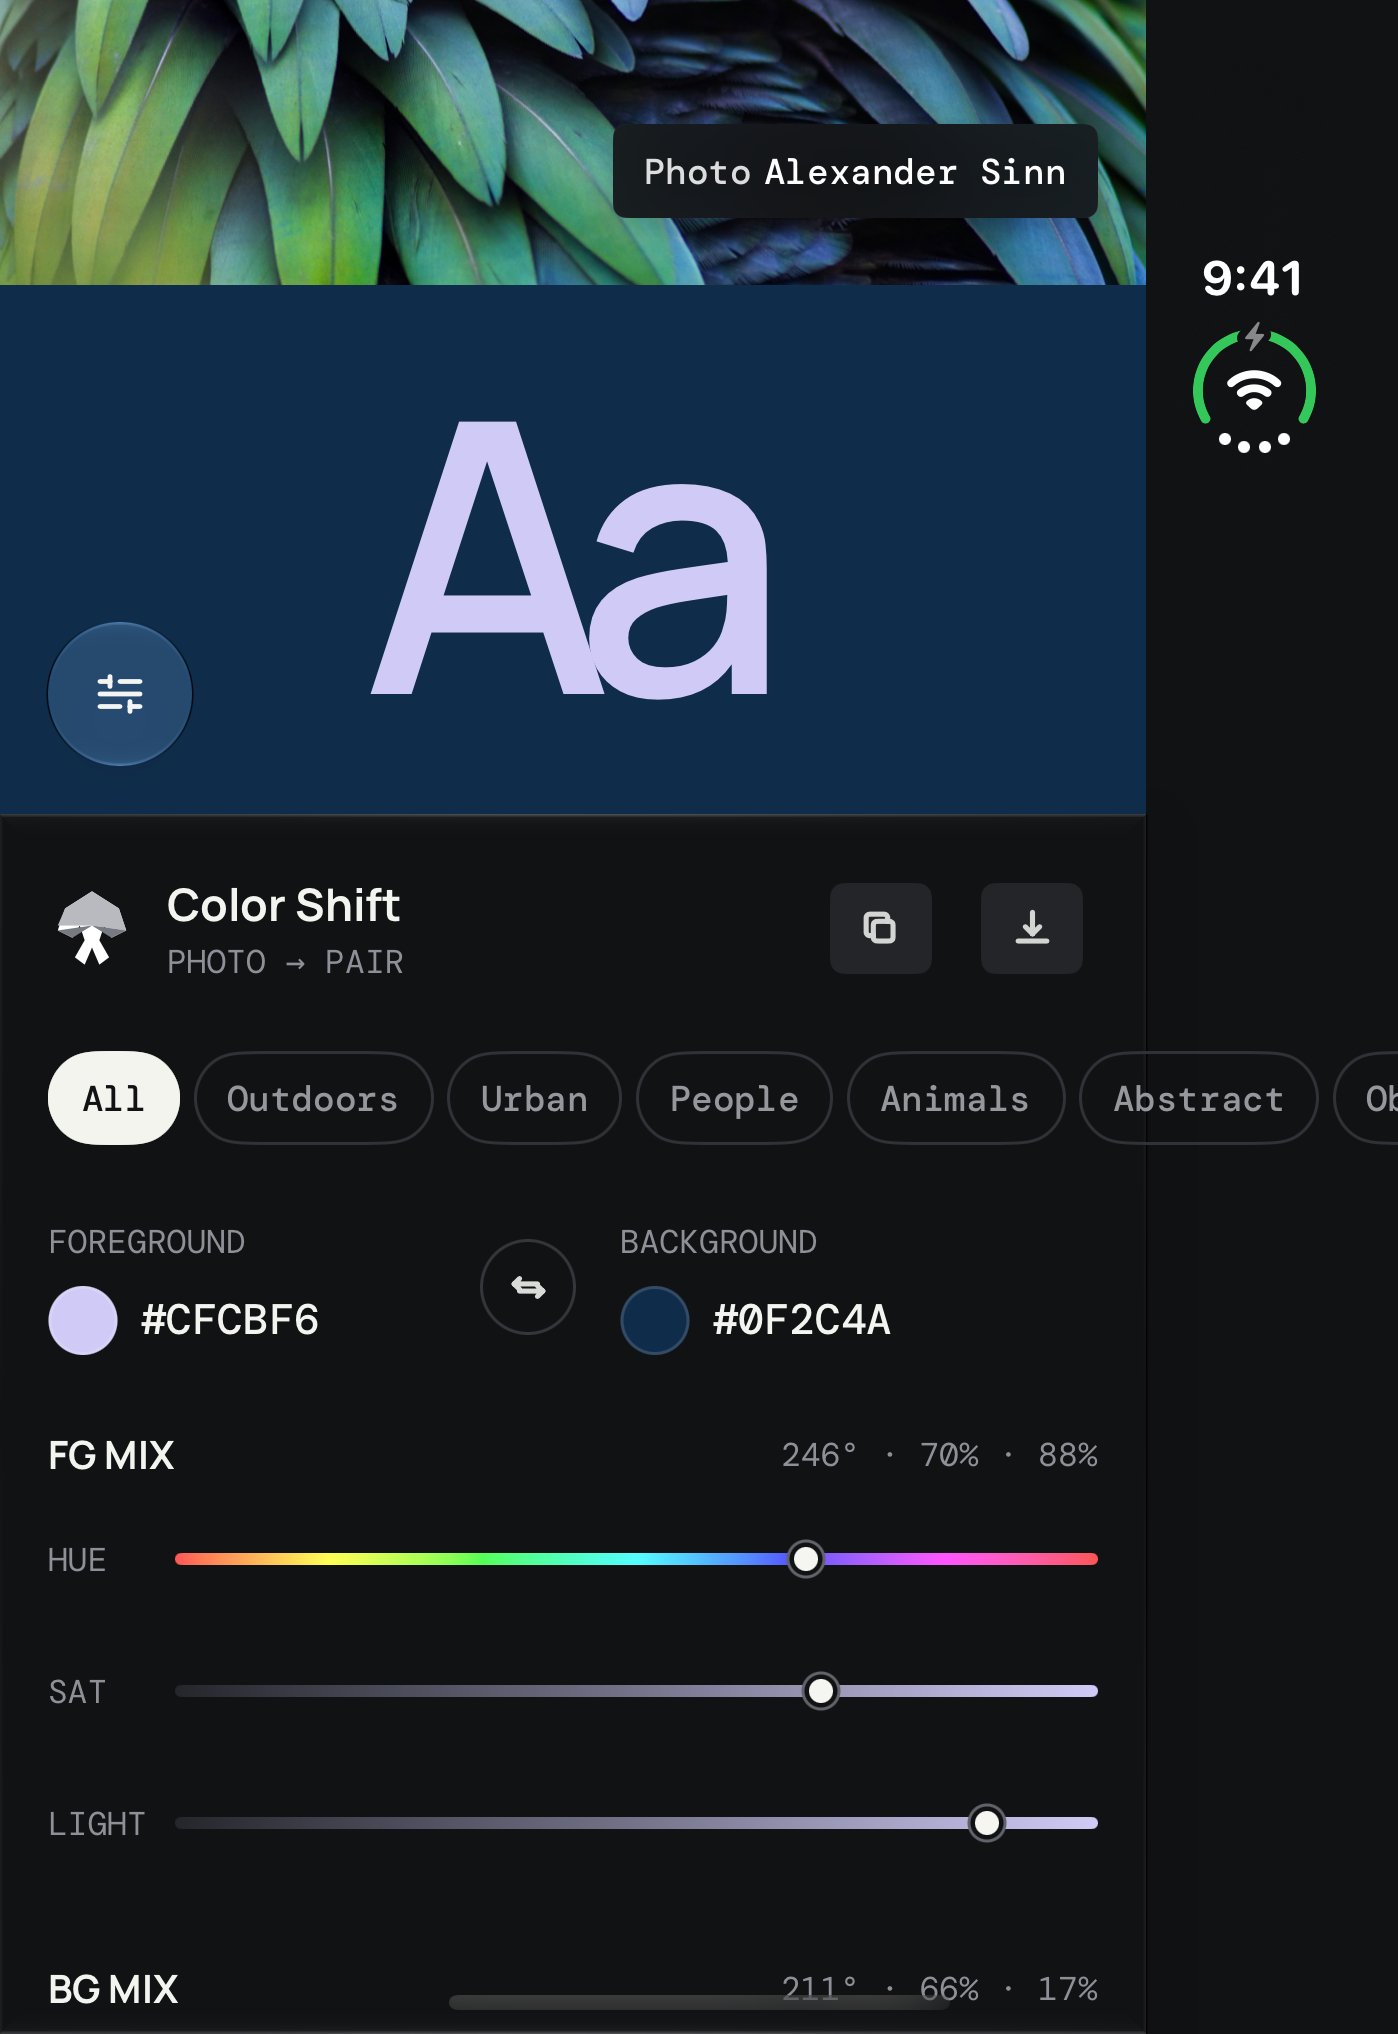 Photo Alexander Sinn
9:41
Aa
Color Shift
PHOTO → PAIR
All Outdoors Urban People Animals Abstract Ob
FOREGROUND BACKGROUND
#CFCBF6 #0F2C4A
FG MIX 246° · 70% · 88%
HUE
SAT
LIGHT
BG MIX 211° · 66% · 17%